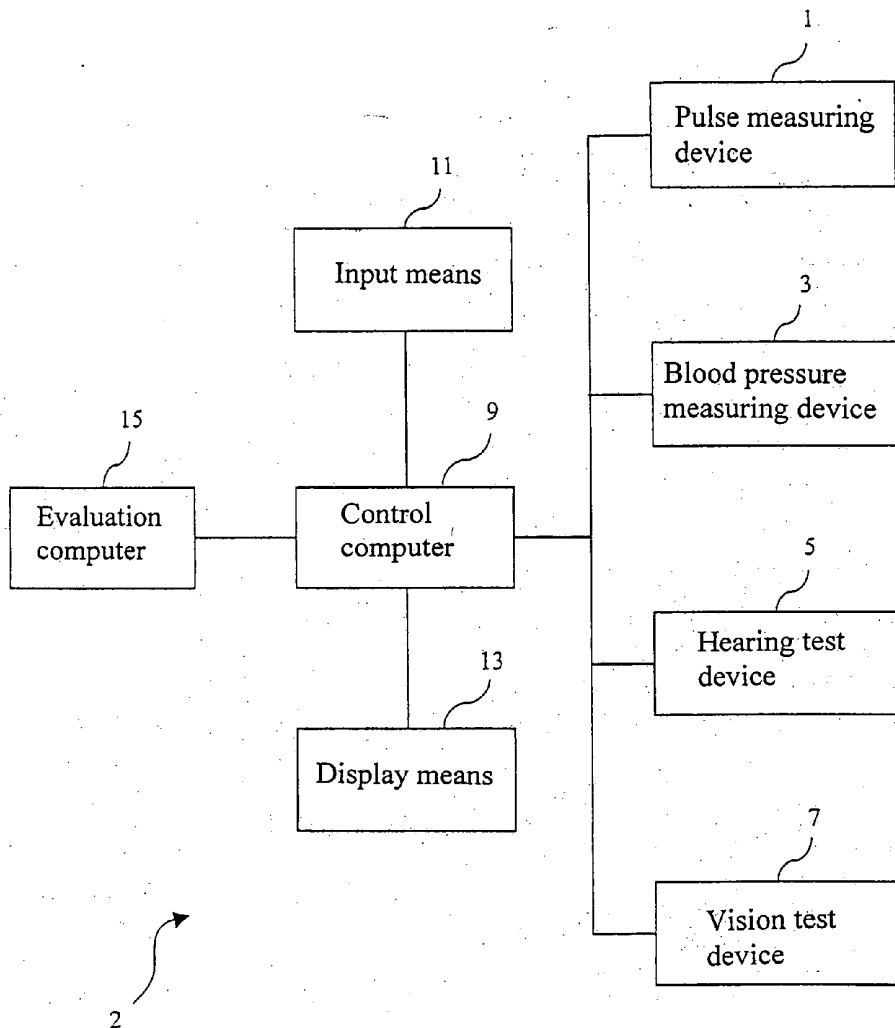 1
Pulse measuring
device
11
Input means
3
Blood pressure
measuring device
15
Evaluation
computer
9
Control
computer
5
Hearing test
device
13
Display means
7
Vision test
device
2